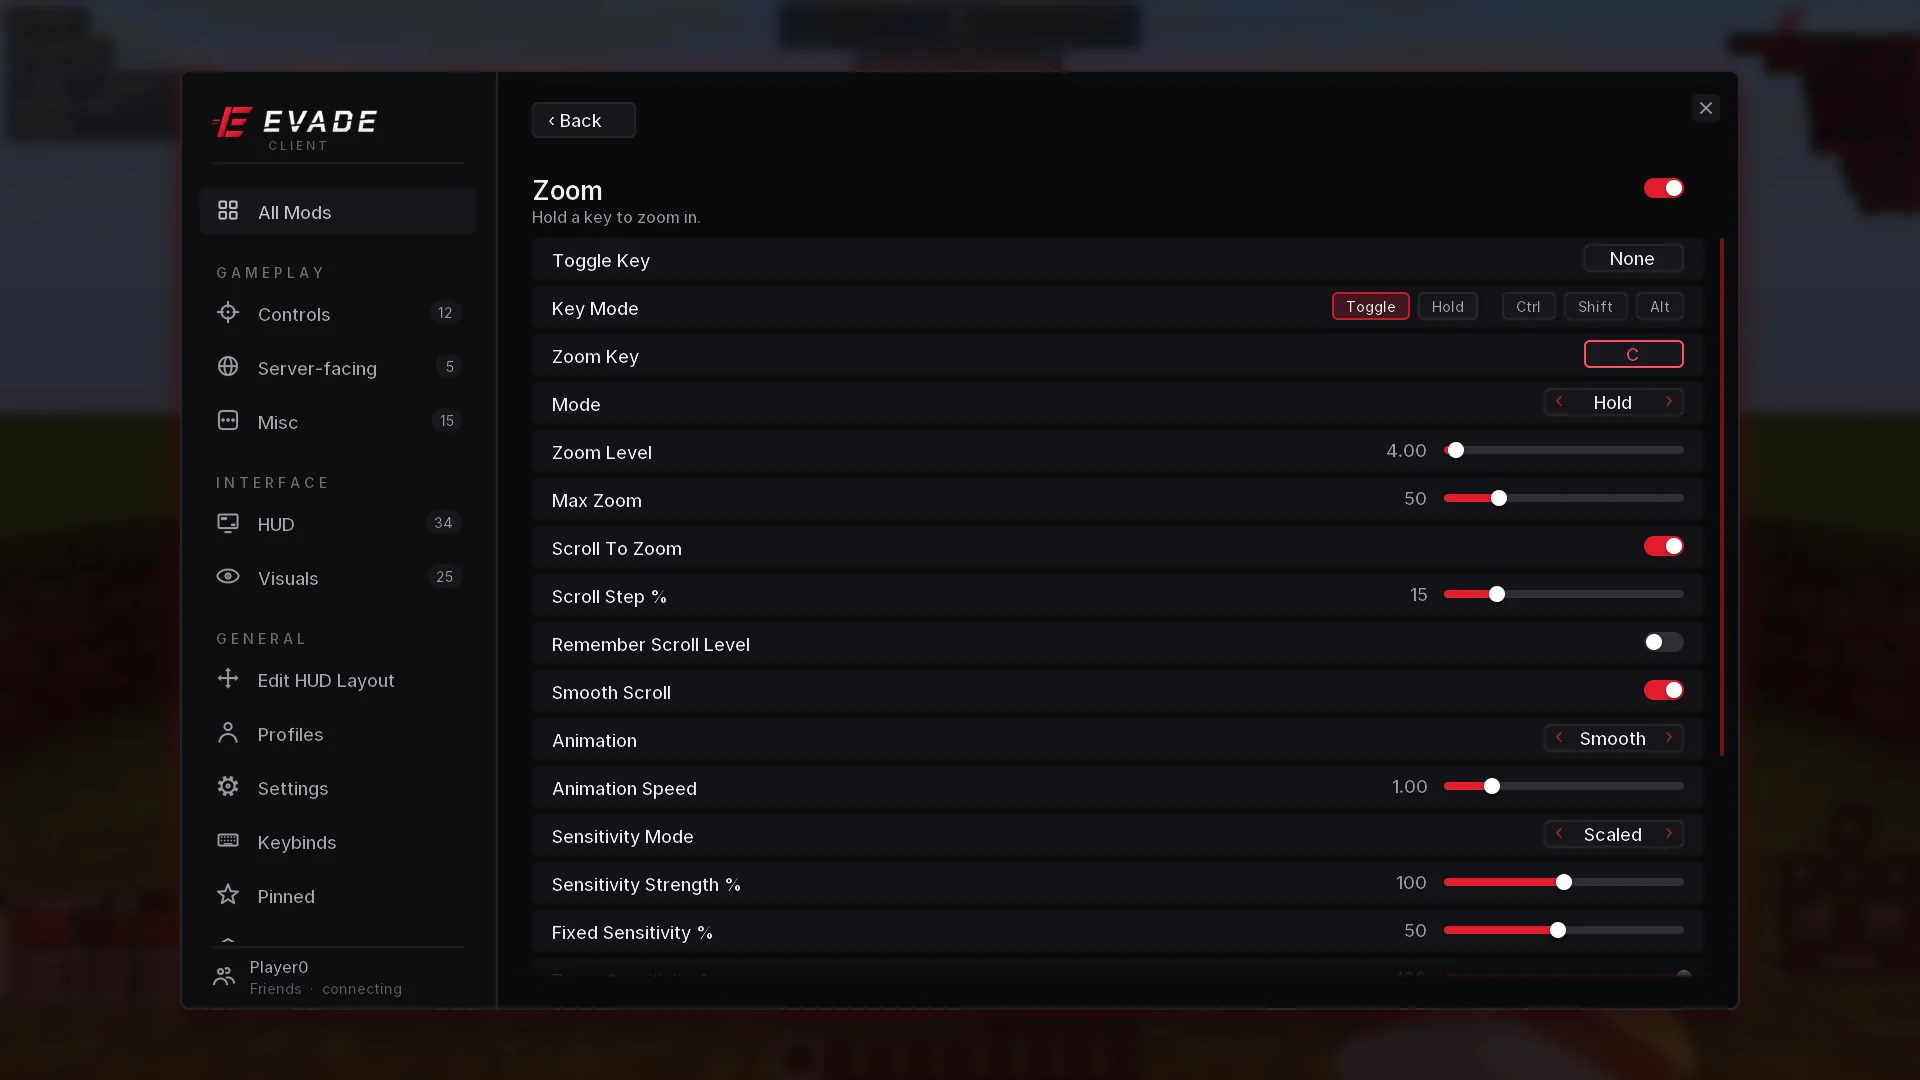 EVADE
CLIENT
All Mods
GAMEPLAY
Controls 12
Server-facing 5
Misc 15
INTERFACE
HUD 34
Visuals 25
GENERAL
Edit HUD Layout
Profiles
Settings
Keybinds
Pinned
Player0
Friends · connecting
‹ Back
Zoom
Hold a key to zoom in.
Toggle Key None
Key Mode Toggle Hold Ctrl Shift Alt
Zoom Key C
Mode Hold
Zoom Level 4.00
Max Zoom 50
Scroll To Zoom
Scroll Step % 15
Remember Scroll Level
Smooth Scroll
Animation Smooth
Animation Speed 1.00
Sensitivity Mode Scaled
Sensitivity Strength % 100
Fixed Sensitivity % 50